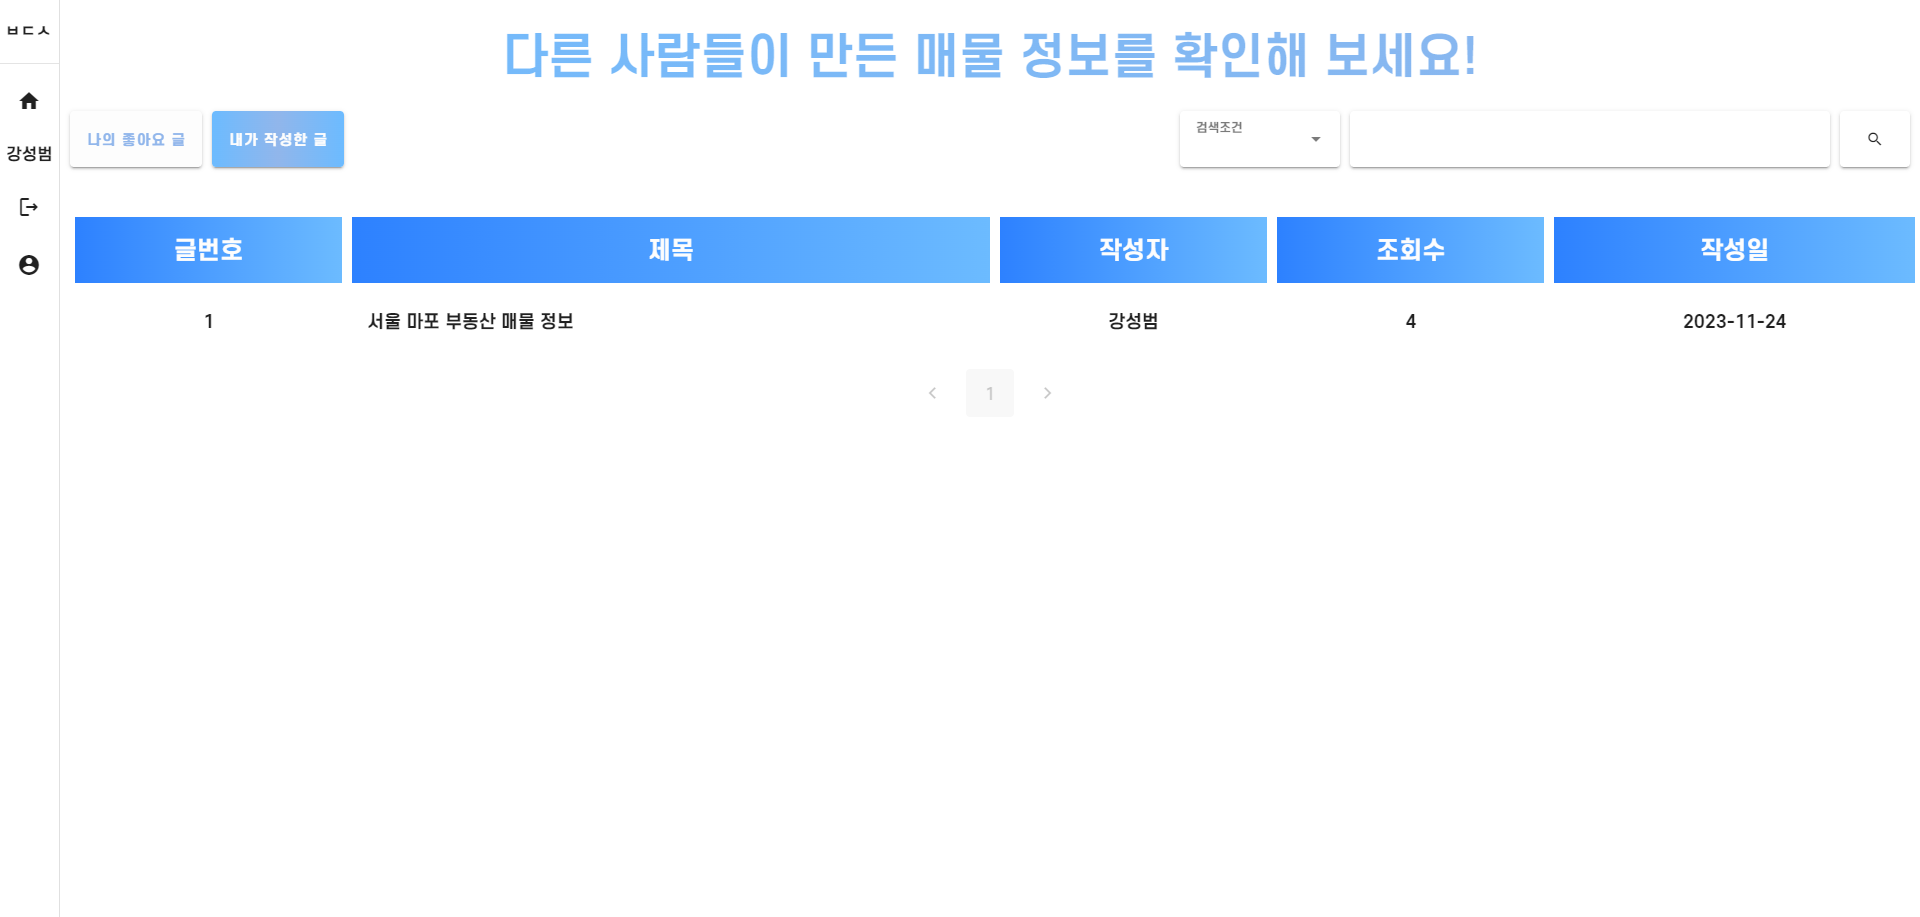 ㅂㄷㅅ
다른 사람들이 만든 매물 정보를 확인해 보세요!
강성범
나의 좋아요 글
내가 작성한 글
검색조건
글번호 제목 작성자 조회수 작성일
1 서울 마포 부동산 매물 정보 강성범 4 2023-11-24
1